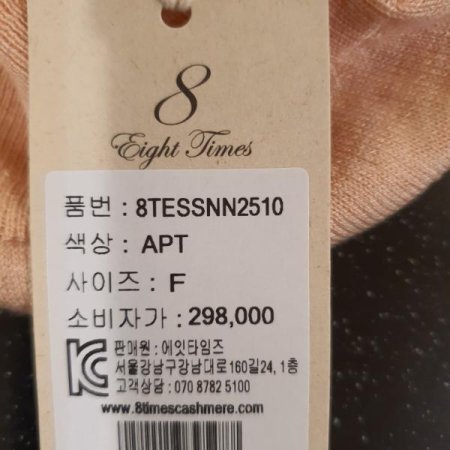 8
Eight Times
품번 : 8TESSNN2510
색상 : APT
사이즈 : F
소비자가 : 298,000
판매원 : 에잇타임즈
서울강남구강남대로160길24, 1층
고객상담 : 070 8782 5100
www.8timescashmere.com